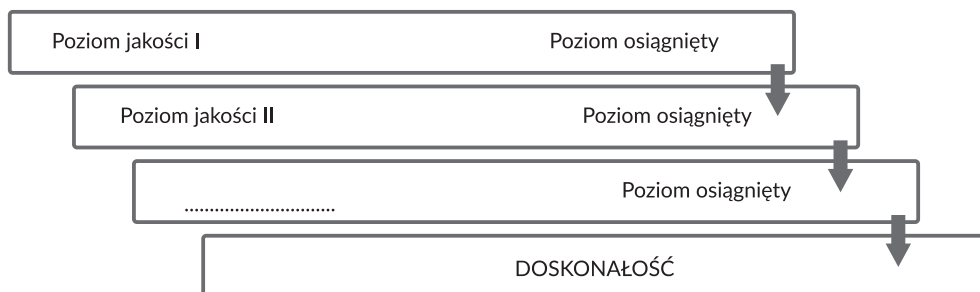 Poziom jakości I Poziom osiągnięty
Poziom jakości II Poziom osiągnięty
.............................. Poziom osiągnięty
DOSKONAŁOŚĆ